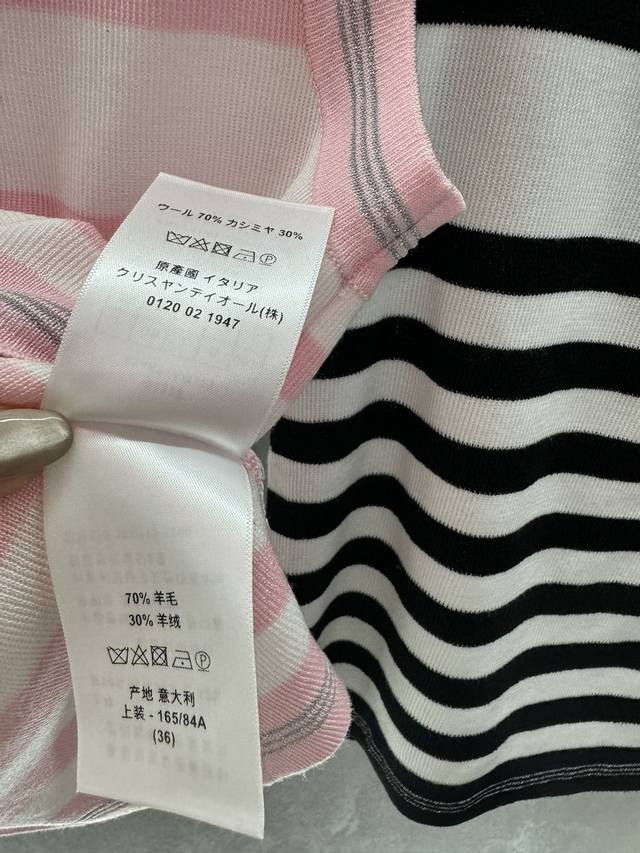 ウール 70% カシミヤ 30%
原産國 イタリア
クリスヤンテイオール(株)
0120 02 1947
70% 羊毛
30% 羊绒
产地 意大利
上装 - 165/84A
(36)